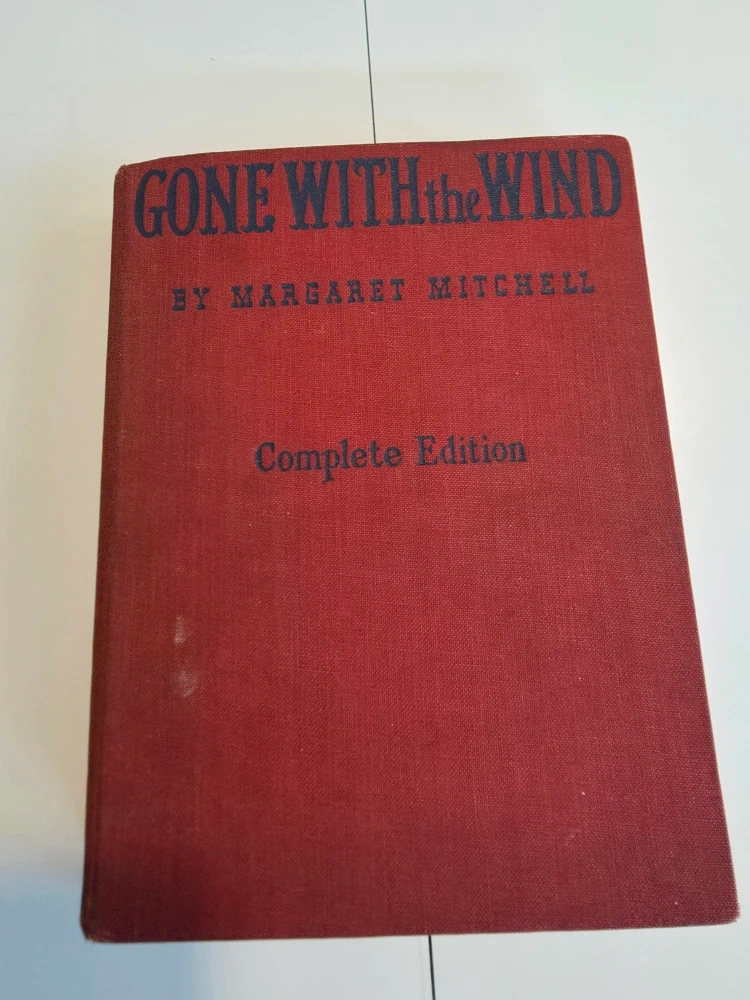 GONE WITH the WIND
BY MARGARET MITCHELL
Complete Edition